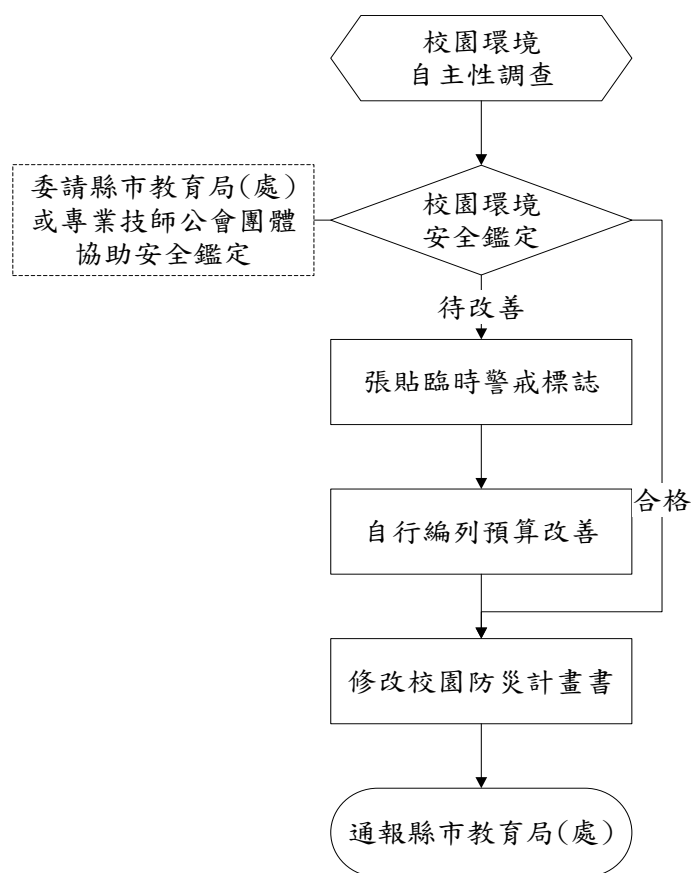 校園環境
自主性調查
委請縣市教育局(處)
或專業技師公會團體
協助安全鑑定
校園環境
安全鑑定
待改善
張貼臨時警戒標誌
合格
自行編列預算改善
修改校園防災計畫書
通報縣市教育局(處)